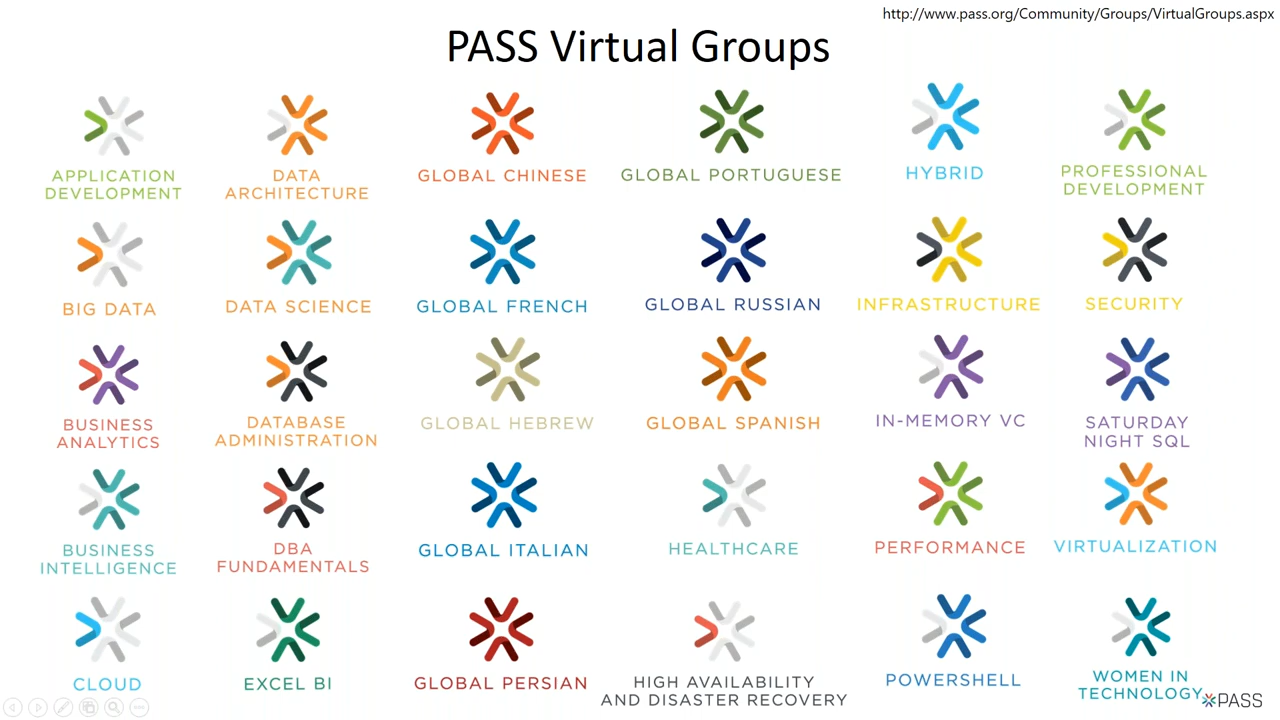 http://www.pass.org/Community/Groups/VirtualGroups.aspx
PASS Virtual Groups
APPLICATION
DEVELOPMENT
DATA
ARCHITECTURE
GLOBAL CHINESE
GLOBAL PORTUGUESE
HYBRID
PROFESSIONAL
DEVELOPMENT
BIG DATA
DATA SCIENCE
GLOBAL FRENCH
GLOBAL RUSSIAN
INFRASTRUCTURE
SECURITY
BUSINESS
ANALYTICS
DATABASE
ADMINISTRATION
GLOBAL HEBREW
GLOBAL SPANISH
IN-MEMORY VC
SATURDAY
NIGHT SQL
BUSINESS
INTELLIGENCE
DBA
FUNDAMENTALS
GLOBAL ITALIAN
HEALTHCARE
PERFORMANCE
VIRTUALIZATION
CLOUD
EXCEL BI
GLOBAL PERSIAN
HIGH AVAILABILITY
AND DISASTER RECOVERY
POWERSHELL
WOMEN IN
TECHNOLOGY
PASS